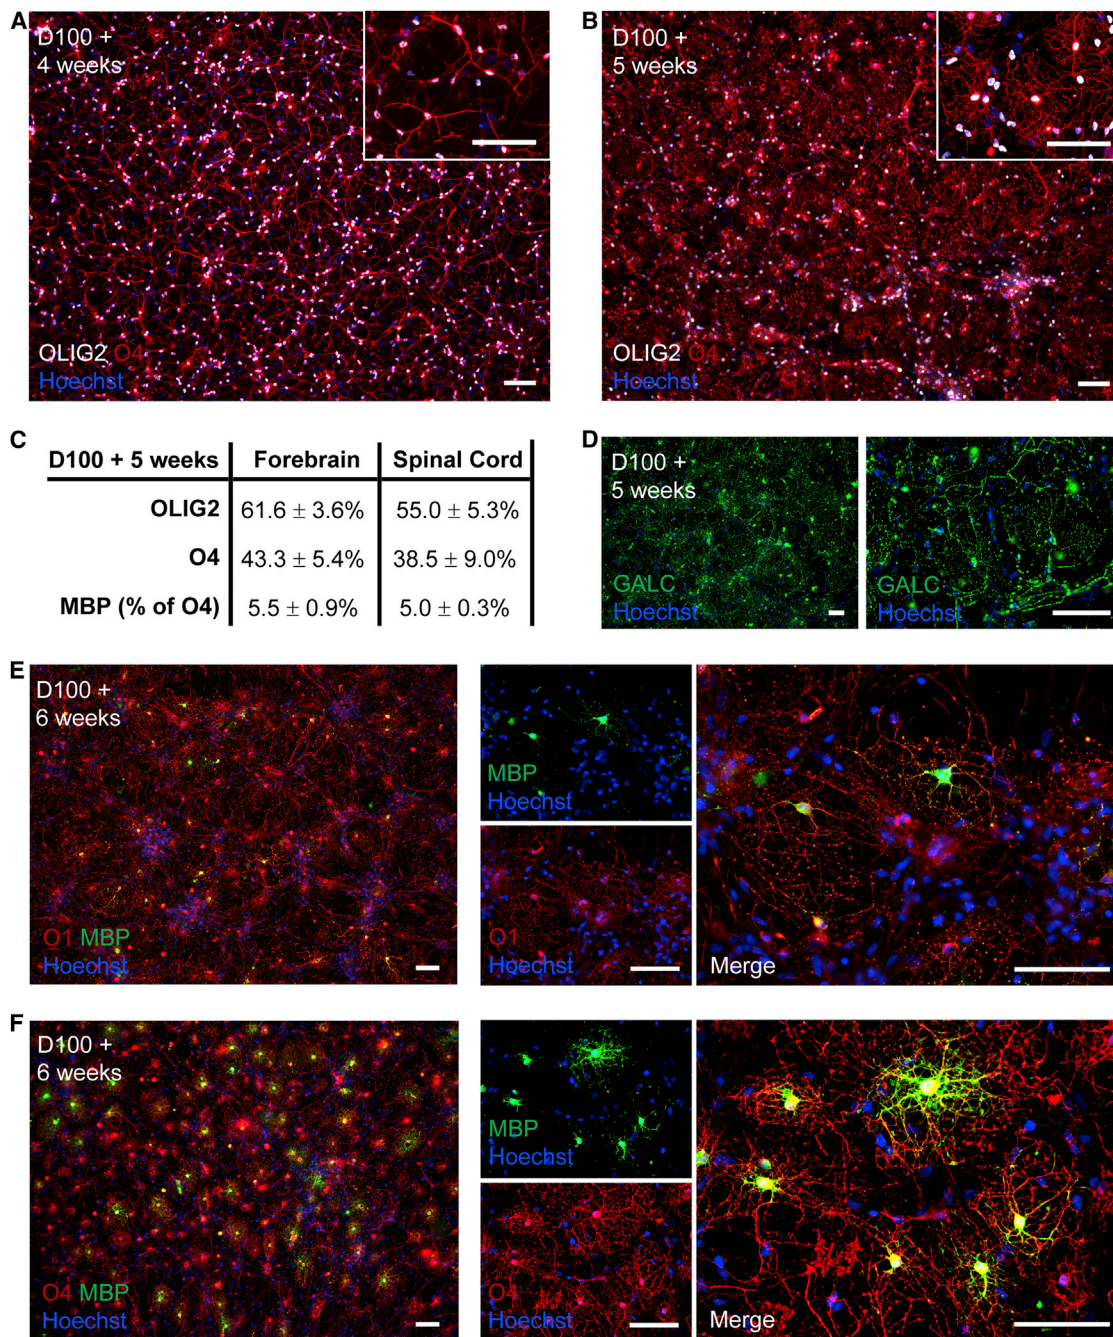 A
D100 +
4 weeks
OLIG2 O4
Hoechst
B
D100 +
5 weeks
OLIG2 O4
Hoechst
C
D100 + 5 weeks Forebrain Spinal Cord
OLIG2 61.6 ± 3.6% 55.0 ± 5.3%
O4 43.3 ± 5.4% 38.5 ± 9.0%
MBP (% of O4) 5.5 ± 0.9% 5.0 ± 0.3%
D
D100 +
5 weeks
GALC
Hoechst
GALC
Hoechst
E
D100 +
6 weeks
O1 MBP
Hoechst
MBP
Hoechst
O1
Hoechst
Merge
F
D100 +
6 weeks
O4 MBP
Hoechst
MBP
Hoechst
O4
Hoechst
Merge